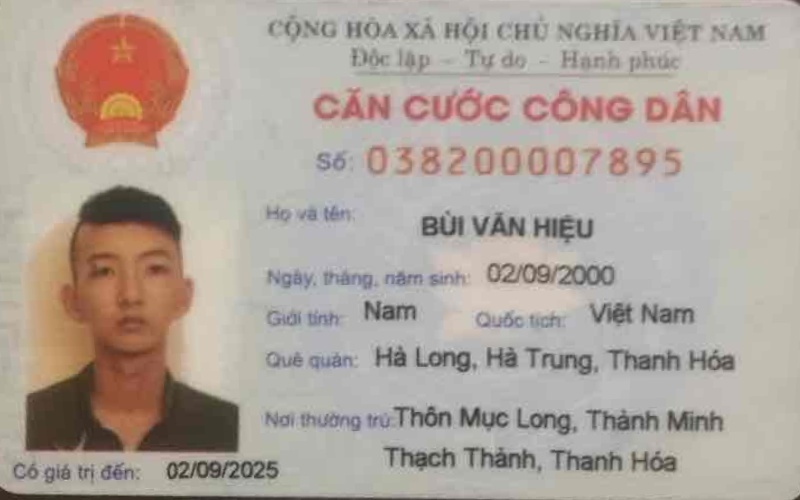 CỘNG HÒA XÃ HỘI CHỦ NGHĨA VIỆT NAM
Độc lập - Tự do - Hạnh phúc
CĂN CƯỚC CÔNG DÂN
Số: 038200007895
Họ và tên: BÙI VĂN HIỆU
Ngày, tháng, năm sinh: 02/09/2000
Giới tính: Nam Quốc tịch: Việt Nam
Quê quán: Hà Long, Hà Trung, Thanh Hóa
Nơi thường trú: Thôn Mục Long, Thành Minh
Thạch Thành, Thanh Hóa
Có giá trị đến: 02/09/2025